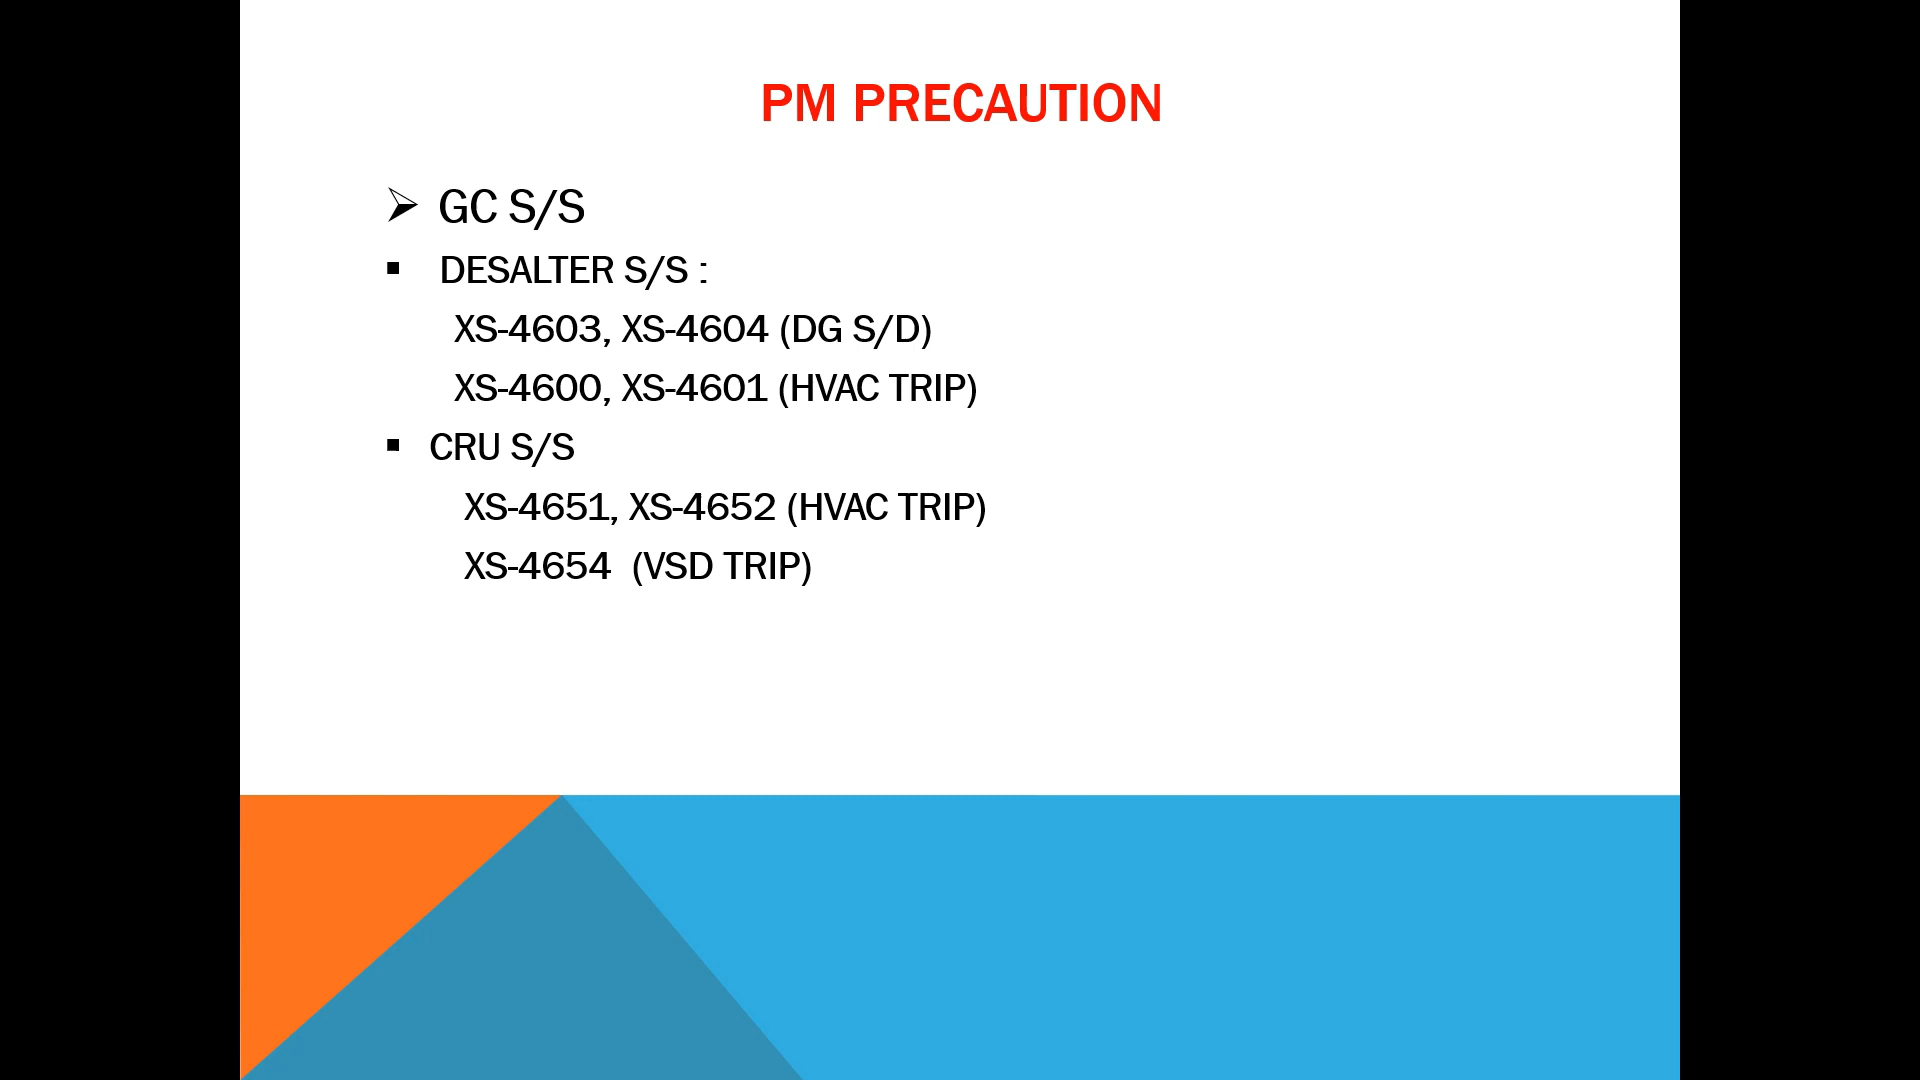 PM PRECAUTION
GC S/S
DESALTER S/S :
XS-4603, XS-4604 (DG S/D)
XS-4600, XS-4601 (HVAC TRIP)
CRU S/S
XS-4651, XS-4652 (HVAC TRIP)
XS-4654 (VSD TRIP)